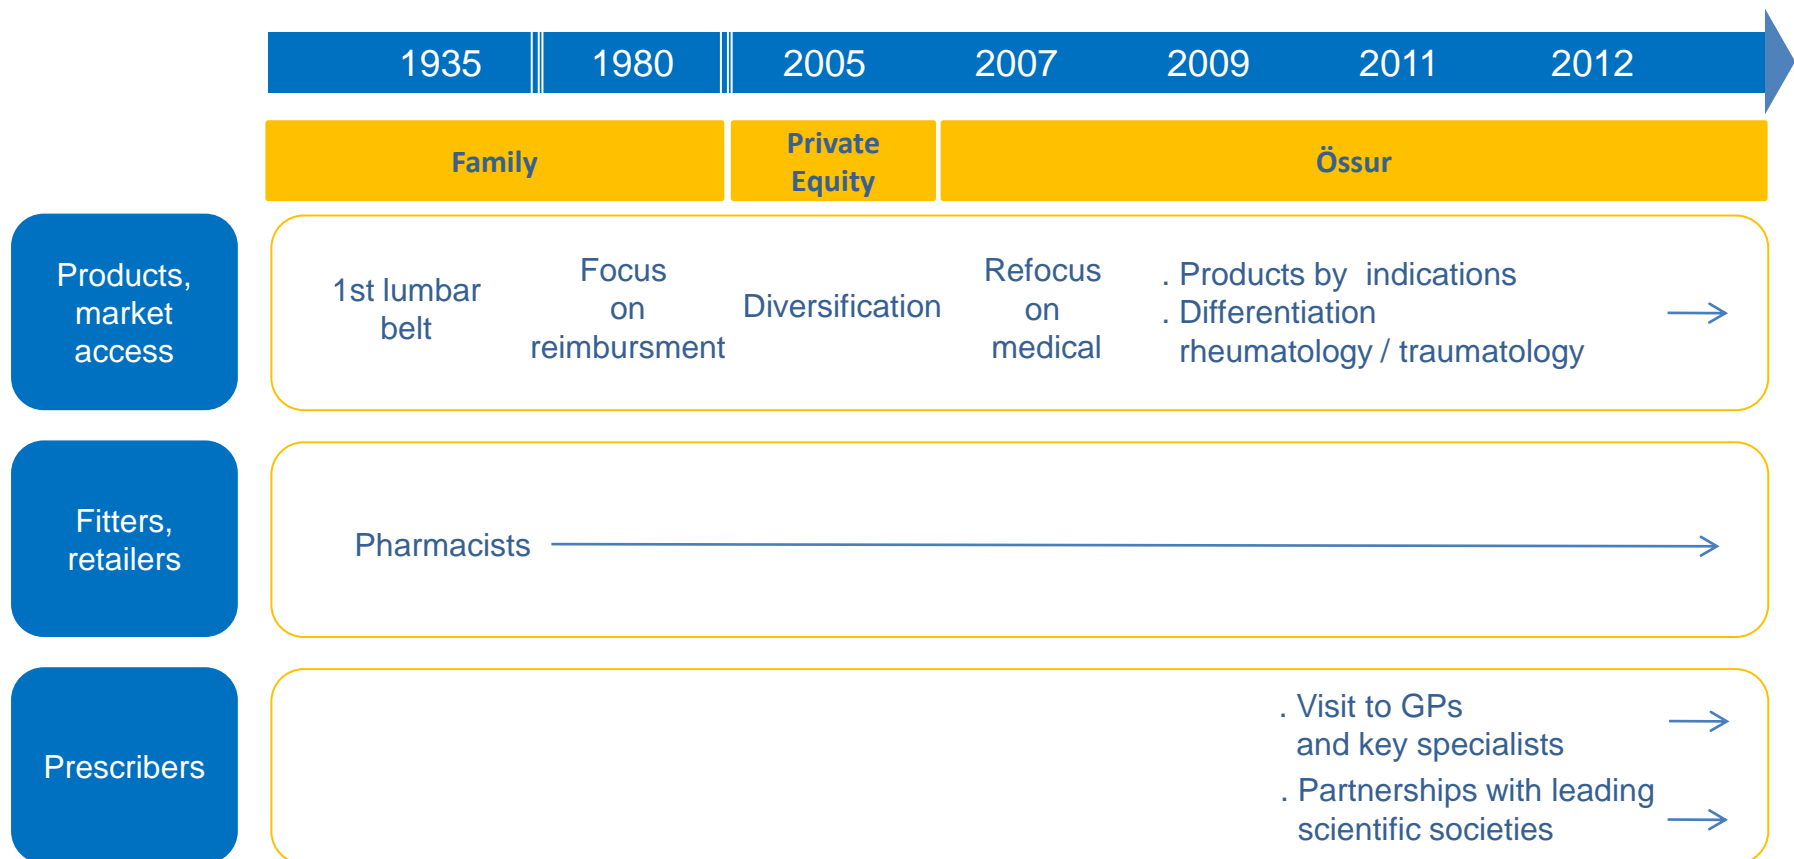 1935 1980 2005 2007 2009 2011 2012
Family
Private
Equity
Össur
Products,
market
access
1st lumbar
belt
Focus
on
reimbursment
Diversification
Refocus
on
medical
. Products by indications
. Differentiation
rheumatology / traumatology
Fitters,
retailers
Pharmacists
Prescribers
. Visit to GPs
and key specialists
. Partnerships with leading
scientific societies